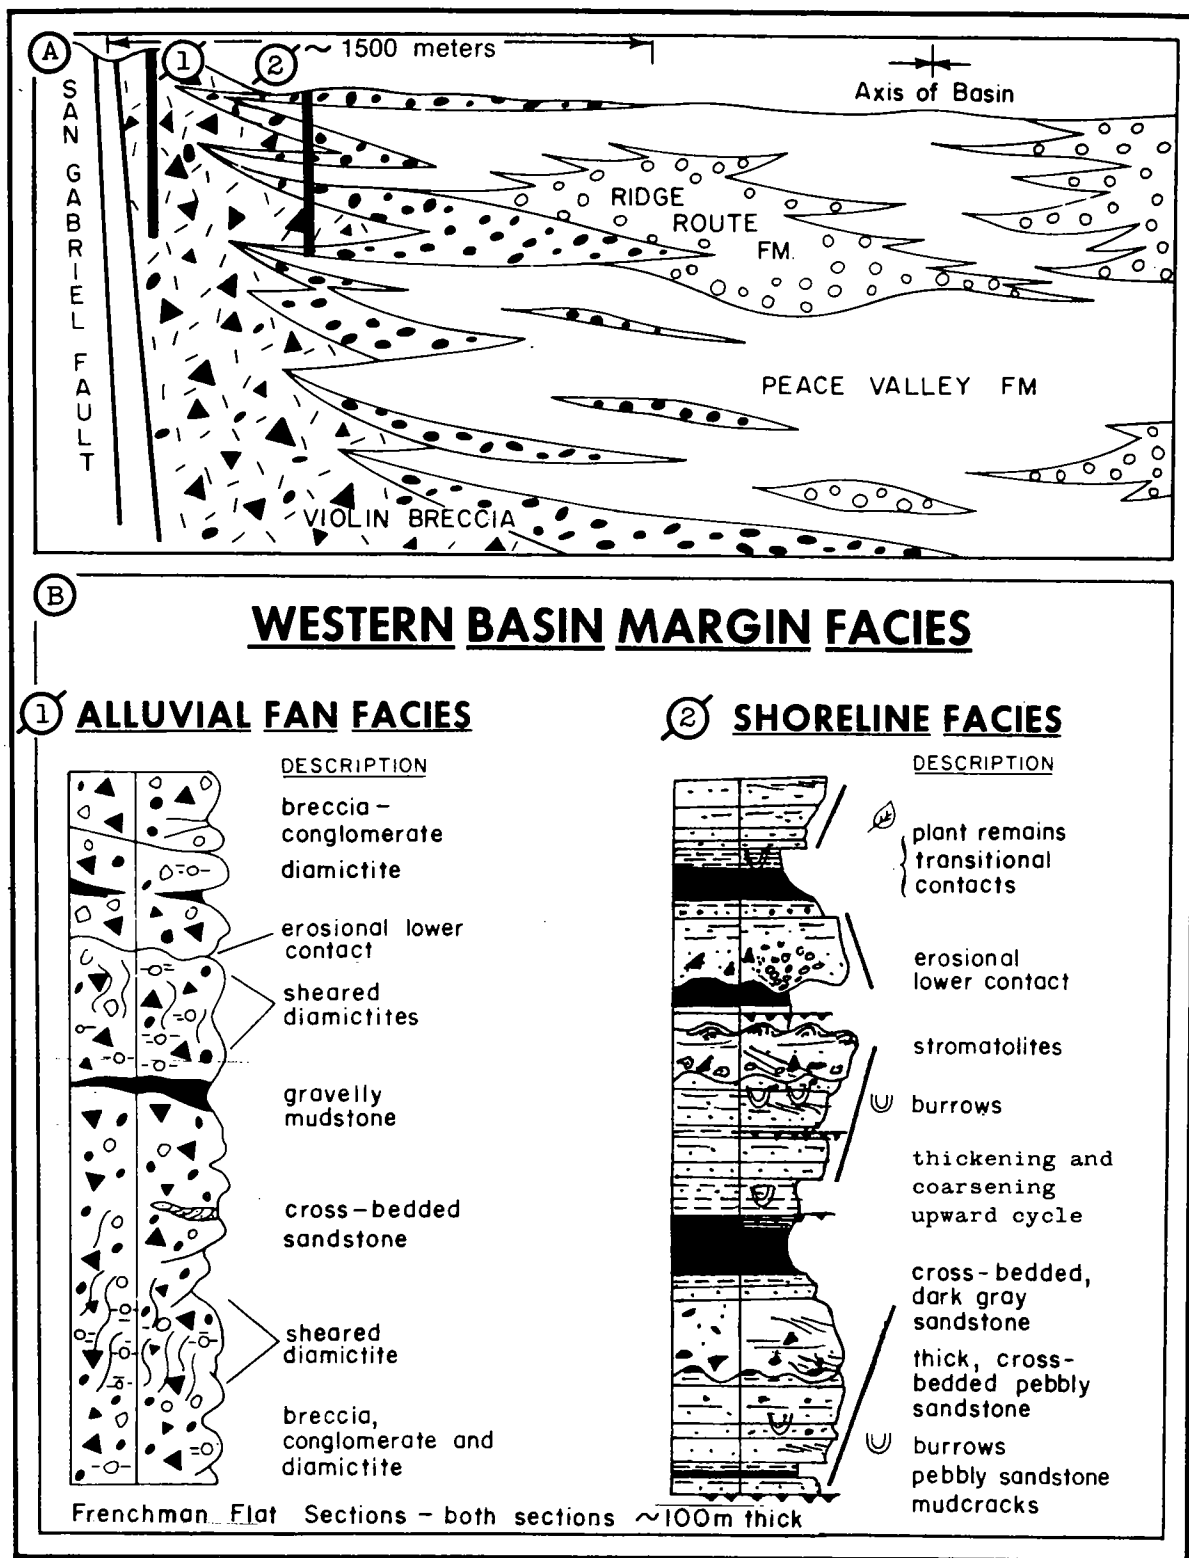 A
1
2
~ 1500 meters
Axis of Basin
SAN GABRIEL FAULT
RIDGE
ROUTE
FM.
PEACE VALLEY FM
VIOLIN BRECCIA
B
WESTERN BASIN MARGIN FACIES
1 ALLUVIAL FAN FACIES
DESCRIPTION
breccia-
conglomerate
diamictite
erosional lower
contact
sheared
diamictites
gravelly
mudstone
cross-bedded
sandstone
sheared
diamictite
breccia,
conglomerate and
diamictite
2 SHORELINE FACIES
DESCRIPTION
plant remains
transitional
contacts
erosional
lower contact
stromatolites
burrows
thickening and
coarsening
upward cycle
cross-bedded,
dark gray
sandstone
thick, cross-
bedded pebbly
sandstone
burrows
pebbly sandstone
mudcracks
Frenchman Flat Sections - both sections ~100m thick